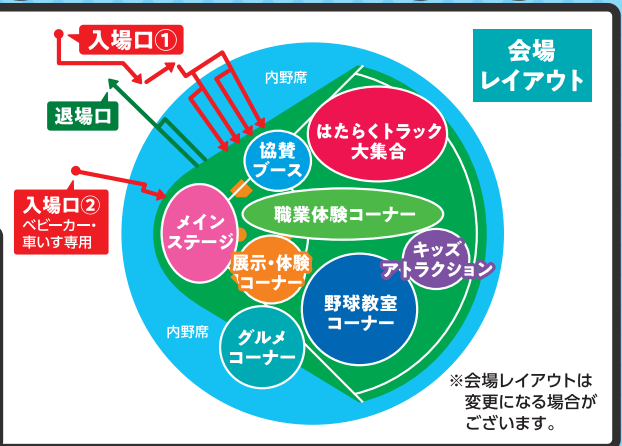 入場口①
会場
レイアウト
内野席
退場口
はたらくトラック
大集合
協賛
ブース
入場口②
ベビーカー・
車いす専用
メイン
ステージ
職業体験コーナー
キッズ
アトラクション
展示・体験
コーナー
野球教室
コーナー
内野席
グルメ
コーナー
※会場レイアウトは
変更になる場合が
ございます。